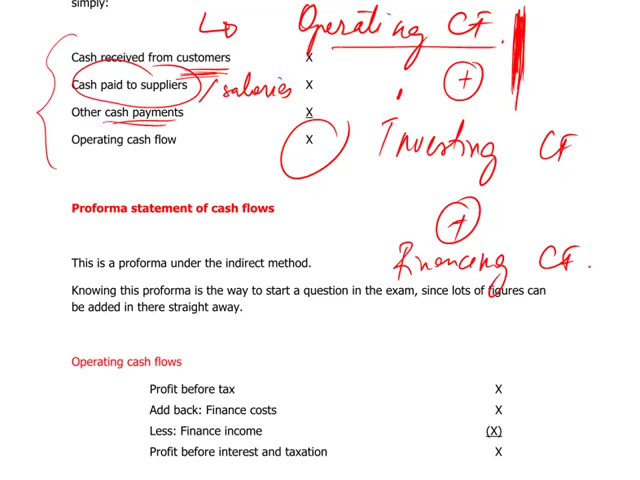 simply:
↳ Operating CF
Cash received from customers X
Cash paid to suppliers / salaries X
+
Other cash payments X
Operating cash flow X
Investing CF
Proforma statement of cash flows
+
This is a proforma under the indirect method.
Financing CF.
Knowing this proforma is the way to start a question in the exam, since lots of figures can
be added in there straight away.
Operating cash flows
Profit before tax X
Add back: Finance costs X
Less: Finance income (X)
Profit before interest and taxation X